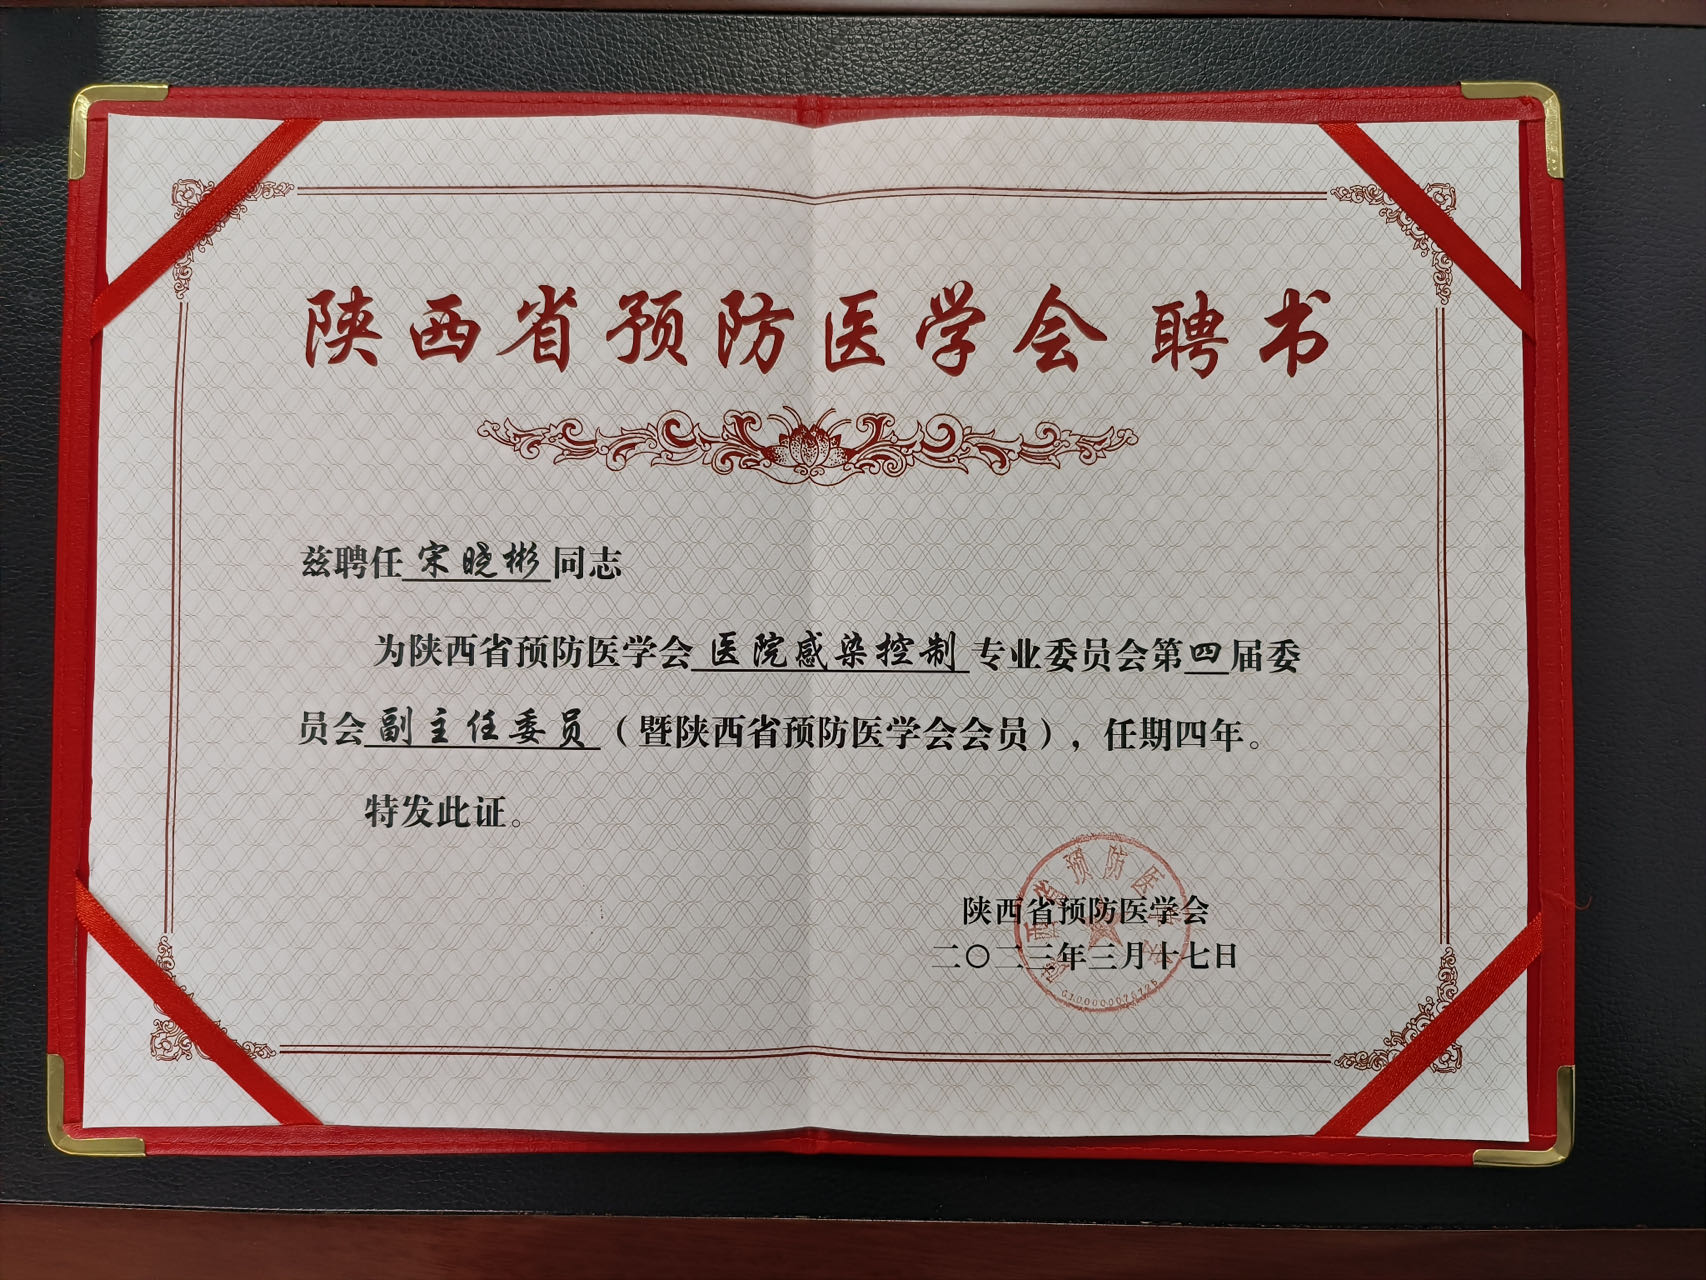 陕西省预防医学会 聘书
兹聘任 宋晓彬 同志
为陕西省预防医学会 医院感染控制 专业委员会第四届委
员会 副主任委员（暨陕西省预防医学会会员），任期四年。
特发此证。
陕西省预防医学会
二〇二三年三月十七日